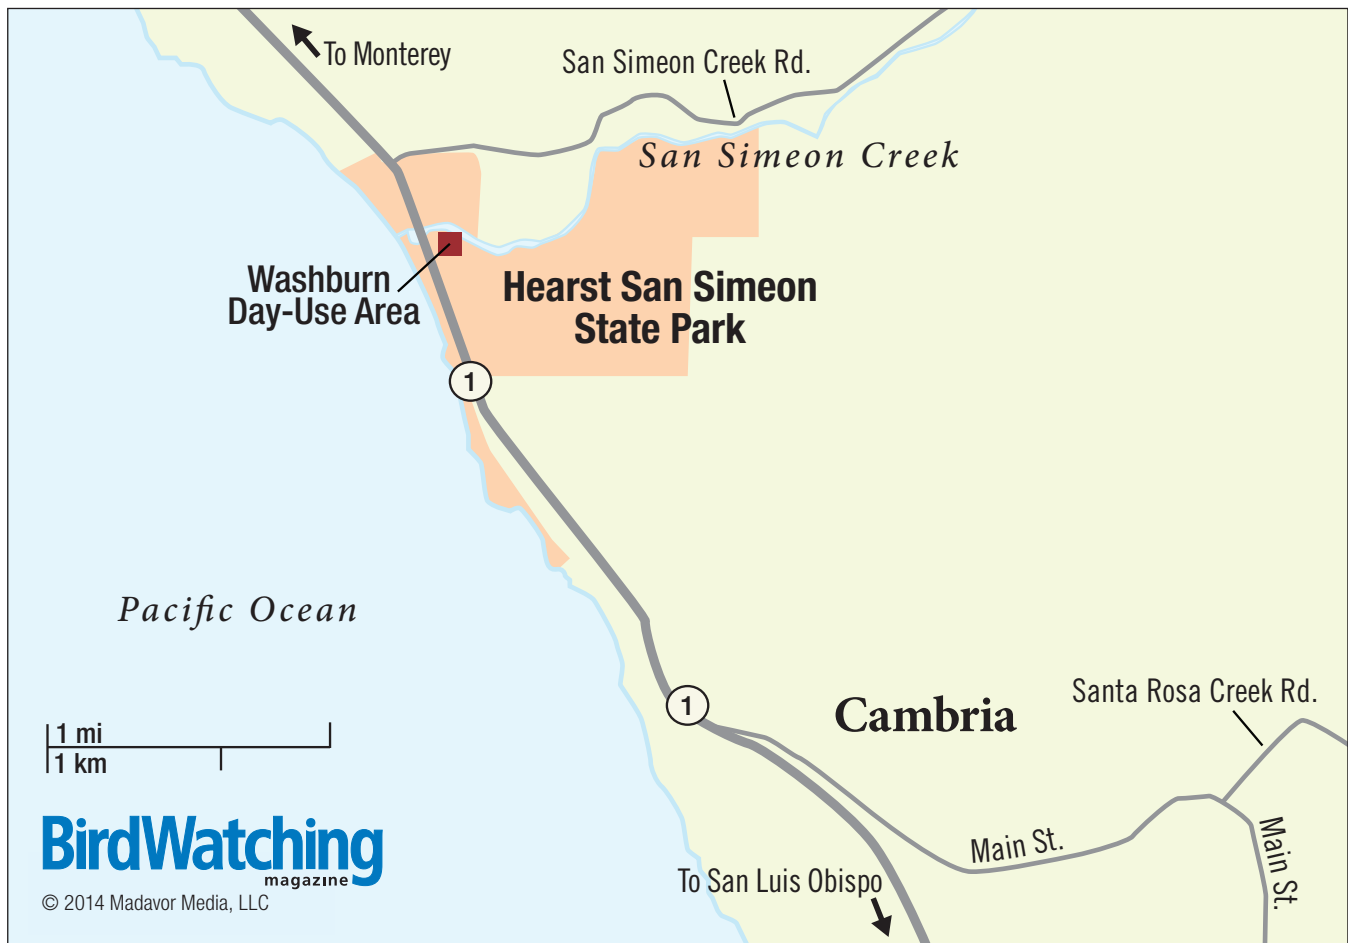 To Monterey
San Simeon Creek Rd.
San Simeon Creek
Washburn
Day-Use Area
Hearst San Simeon
State Park
1
Pacific Ocean
1
Cambria
Santa Rosa Creek Rd.
1 mi
1 km
Main St.
Main St.
To San Luis Obispo
BirdWatching
magazine
© 2014 Madavor Media, LLC